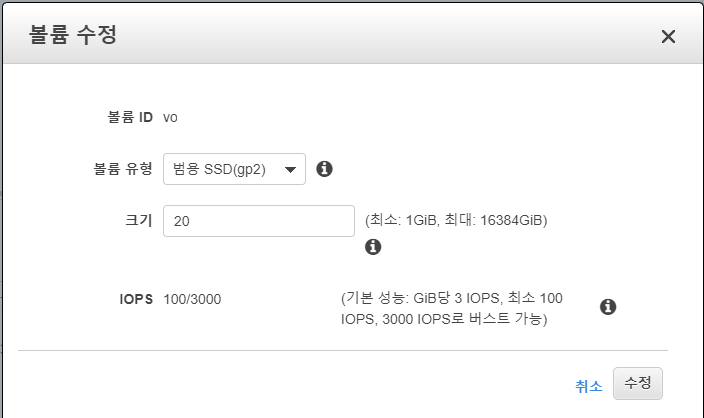 볼륨 수정
볼륨 ID vo
볼륨 유형 범용 SSD(gp2)
크기 20 (최소: 1GiB, 최대: 16384GiB)
IOPS 100/3000 (기본 성능: GiB당 3 IOPS, 최소 100
IOPS, 3000 IOPS로 버스트 가능)
취소 수정